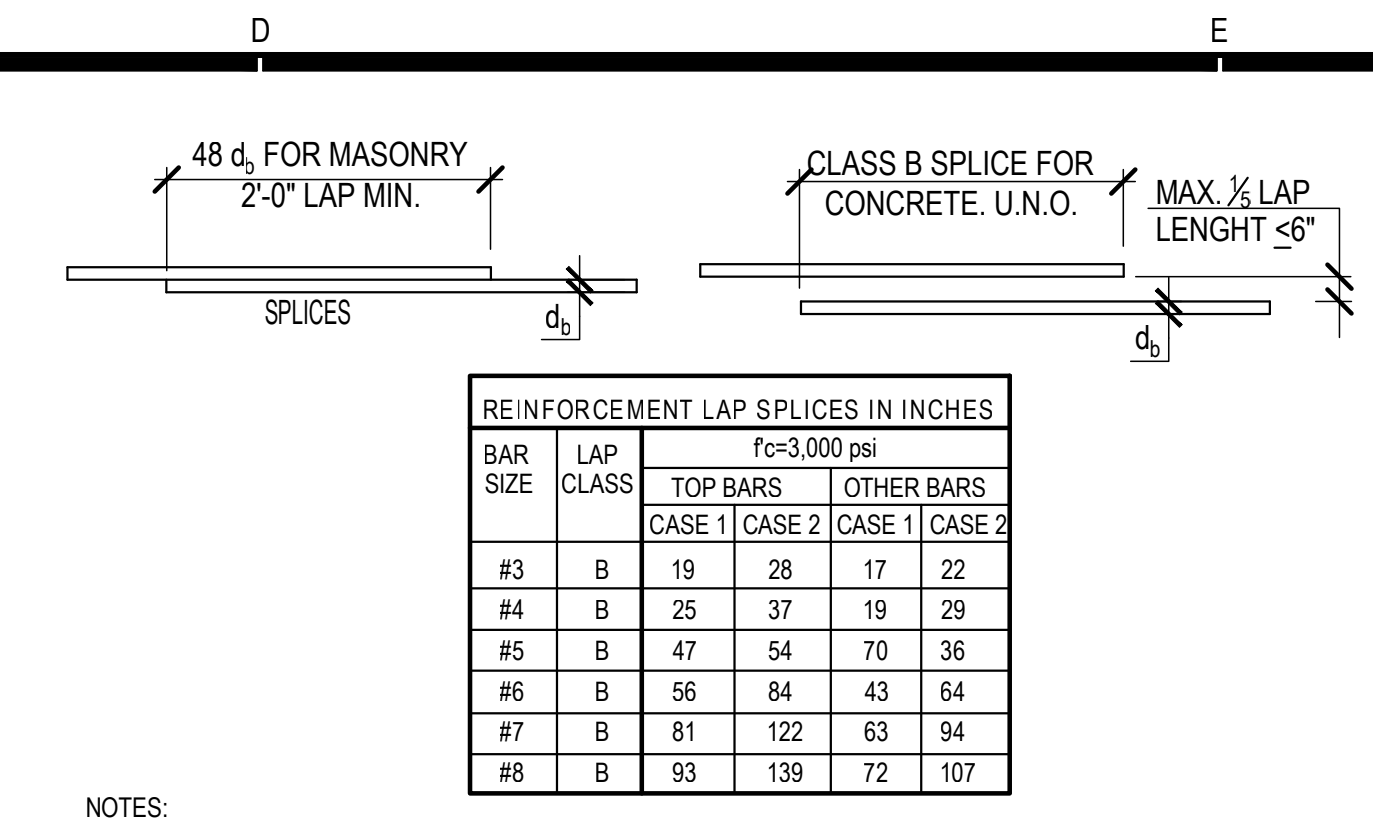 D
E
48 db FOR MASONRY
2'-0" LAP MIN.
SPLICES
db
CLASS B SPLICE FOR
CONCRETE. U.N.O.
MAX. 1/5 LAP
LENGHT ≤6"
db
REINFORCEMENT LAP SPLICES IN INCHES
BAR SIZE LAP CLASS f'c=3,000 psi
TOP BARS OTHER BARS
CASE 1 CASE 2 CASE 1 CASE 2
#3 B 19 28 17 22
#4 B 25 37 19 29
#5 B 47 54 70 36
#6 B 56 84 43 64
#7 B 81 122 63 94
#8 B 93 139 72 107
NOTES: